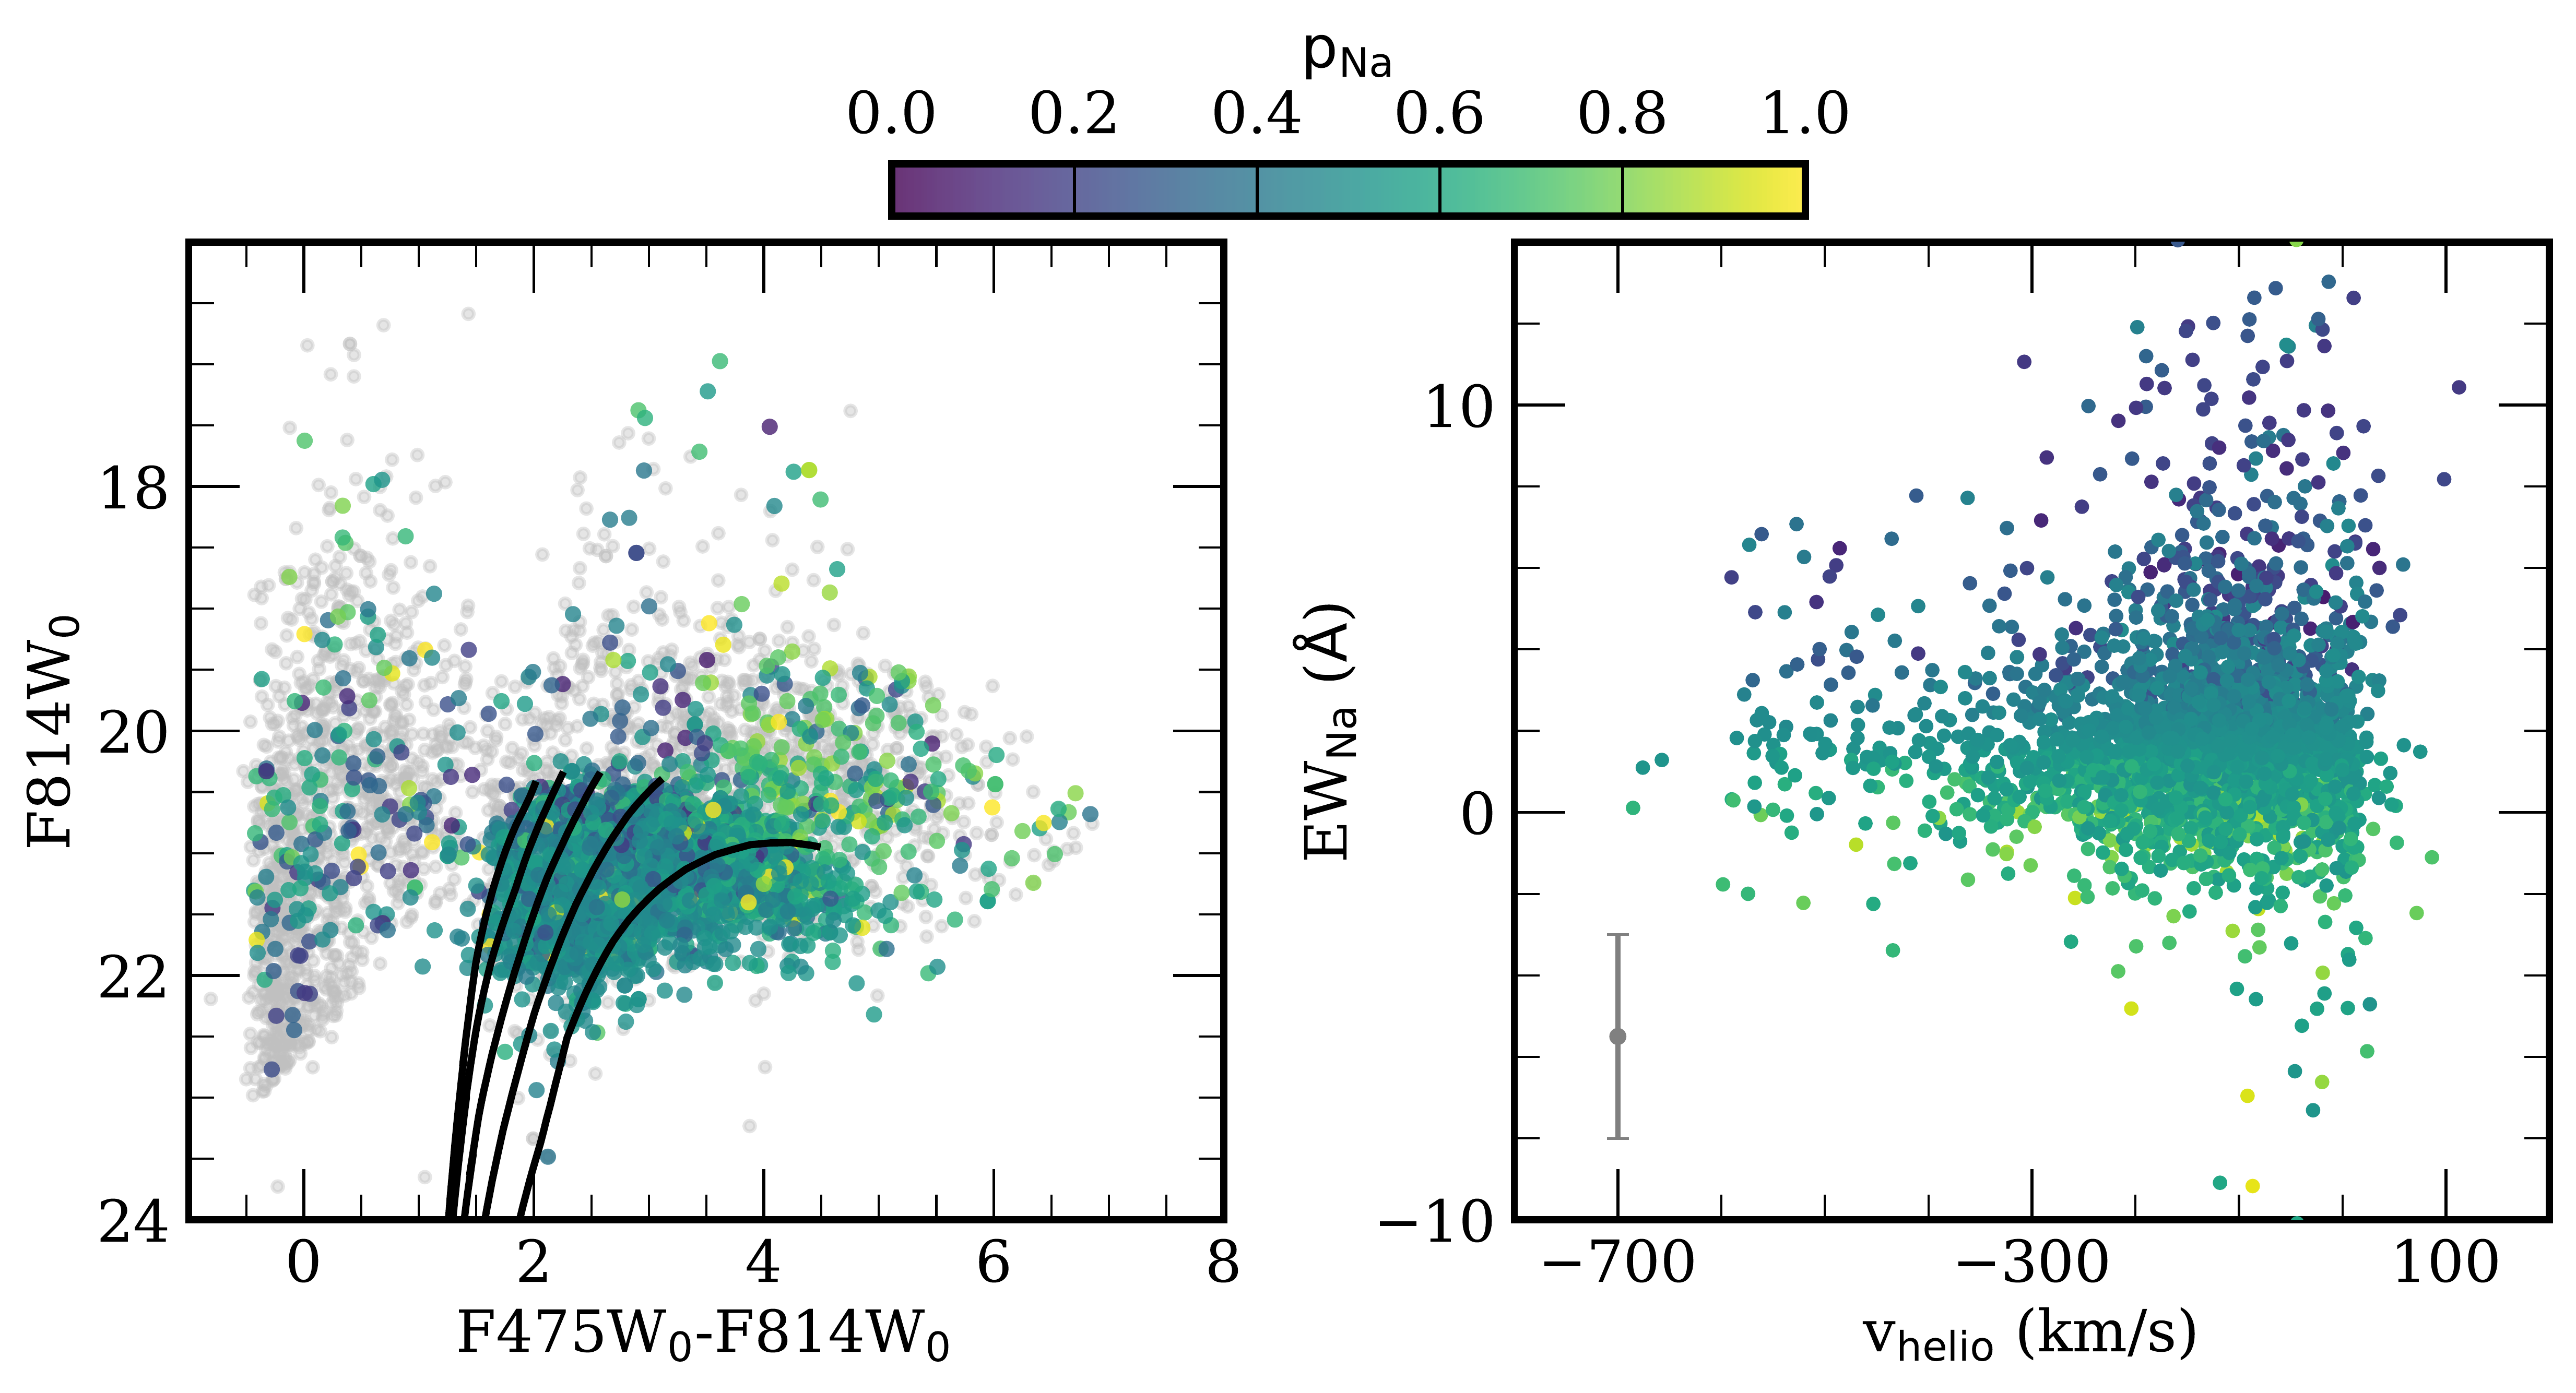 p_Na
0.0 0.2 0.4 0.6 0.8 1.0
F814W_0
18
20
22
24
0 2 4 6 8
F475W_0-F814W_0
EW_Na (Å)
10
0
−10
−700 −300 100
v_helio (km/s)